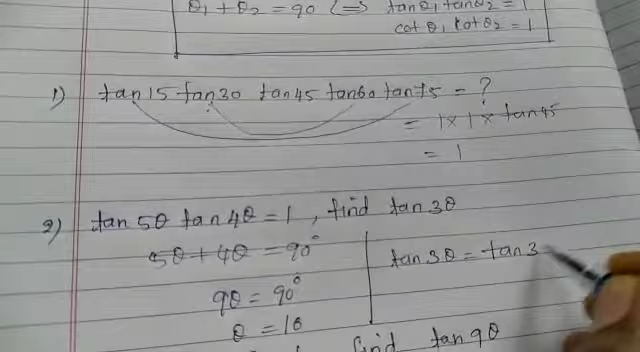 θ1 + θ2 = 90 ⟺ tanθ1 tanθ2 = 1
cot θ1 cot θ2 = 1
1) tan15 tan30 tan45 tan60 tan75 = ?
= 1 x 1 x tan45
= 1
2) tan 5θ tan 4θ = 1, find tan 3θ
5θ + 4θ = 90°
9θ = 90°
θ = 10
tan 3θ = tan 3
find tan 9θ